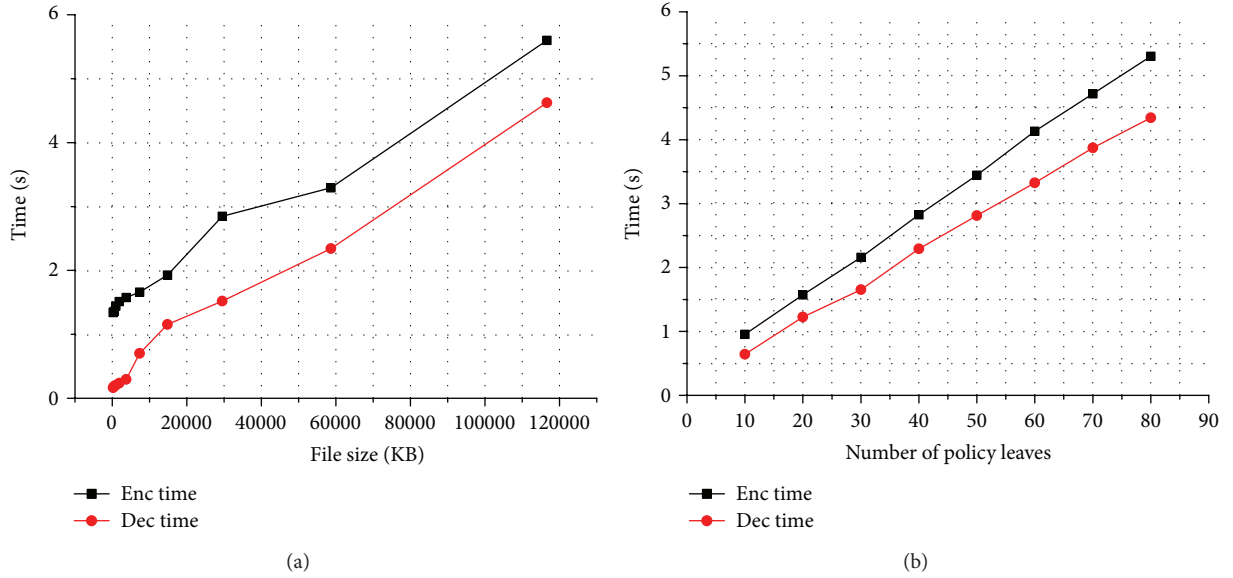 6
4
2
0
Time (s)
0 20000 40000 60000 80000 100000 120000
File size (KB)
Enc time
Dec time
(a)
6
5
4
3
2
1
0
Time (s)
0 10 20 30 40 50 60 70 80 90
Number of policy leaves
Enc time
Dec time
(b)